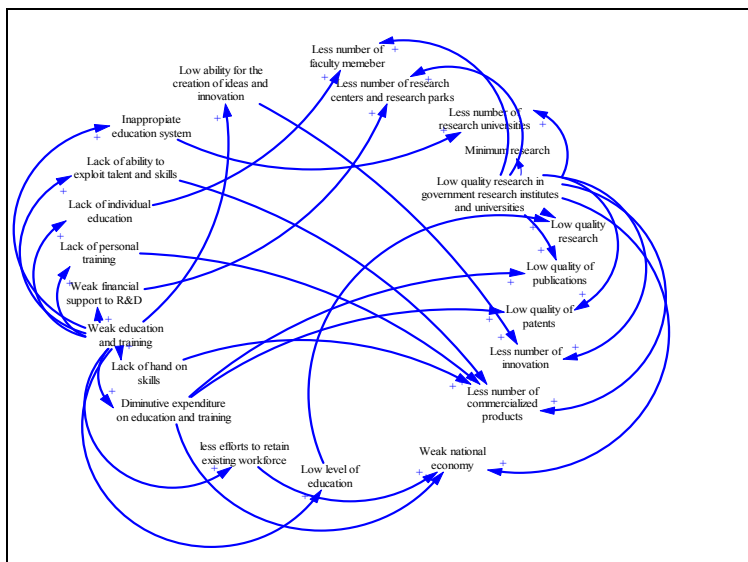 Less number of
faculty memeber
Low ability for the
creation of ideas and
innovation
Less number of research
centers and research parks
Inappropiate
education system
Less number of
research universities
Minimum research
Lack of ability to
exploit talent and skills
Low quality research in
government research institutes
and universities
Lack of individual
education
Low quality
research
Lack of personal
training
Low quality of
publications
Weak financial
support to R&D
Low quality of
patents
Weak education
and training
Less number of
innovation
Lack of hand on
skills
Less number of
commercialized
products
Diminutive expenditure
on education and training
less efforts to retain
existing workforce
Low level of
education
Weak national
economy